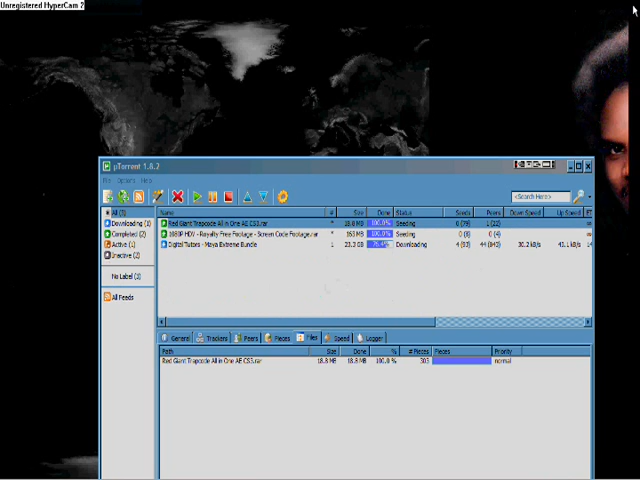 Unregistered HyperCam 2
µTorrent 1.8.2
File Options Help
<Search Here>
All (3)
Downloading (1)
Completed (2)
Active (1)
Inactive (2)
No Label (3)
All Feeds
Name # Size Done Status Seeds Peers Down Speed Up Speed ET
Red Giant Trapcode All in One AE CS3.rar * 18.8 MB 100.0% Seeding 0 (79) 1 (22) ∞
1080P HDV - Royalty Free Footage - Screen Code Footage.rar * 165 MB 100.0% Seeding 0 (8) 0 (4) ∞
Digital Tutors - Maya Extreme Bundle 1 23.3 GB 75.4% Downloading 4 (93) 44 (843) 30.2 kB/s 43.1 kB/s
General Trackers Peers Pieces Files Speed Logger
Path Size Done % # Pieces Pieces Priority
Red Giant Trapcode All in One AE CS3.rar 18.8 MB 18.8 MB 100.0 % 303 normal